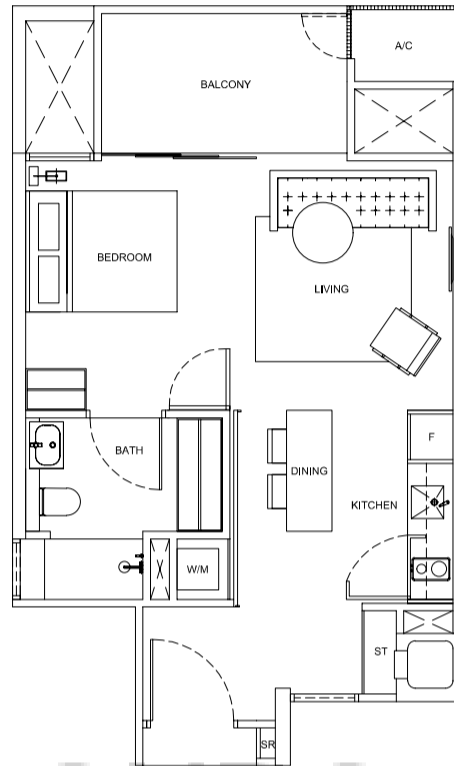 A/C
BALCONY
BEDROOM
LIVING
F
BATH
DINING
KITCHEN
W/M
ST
SR